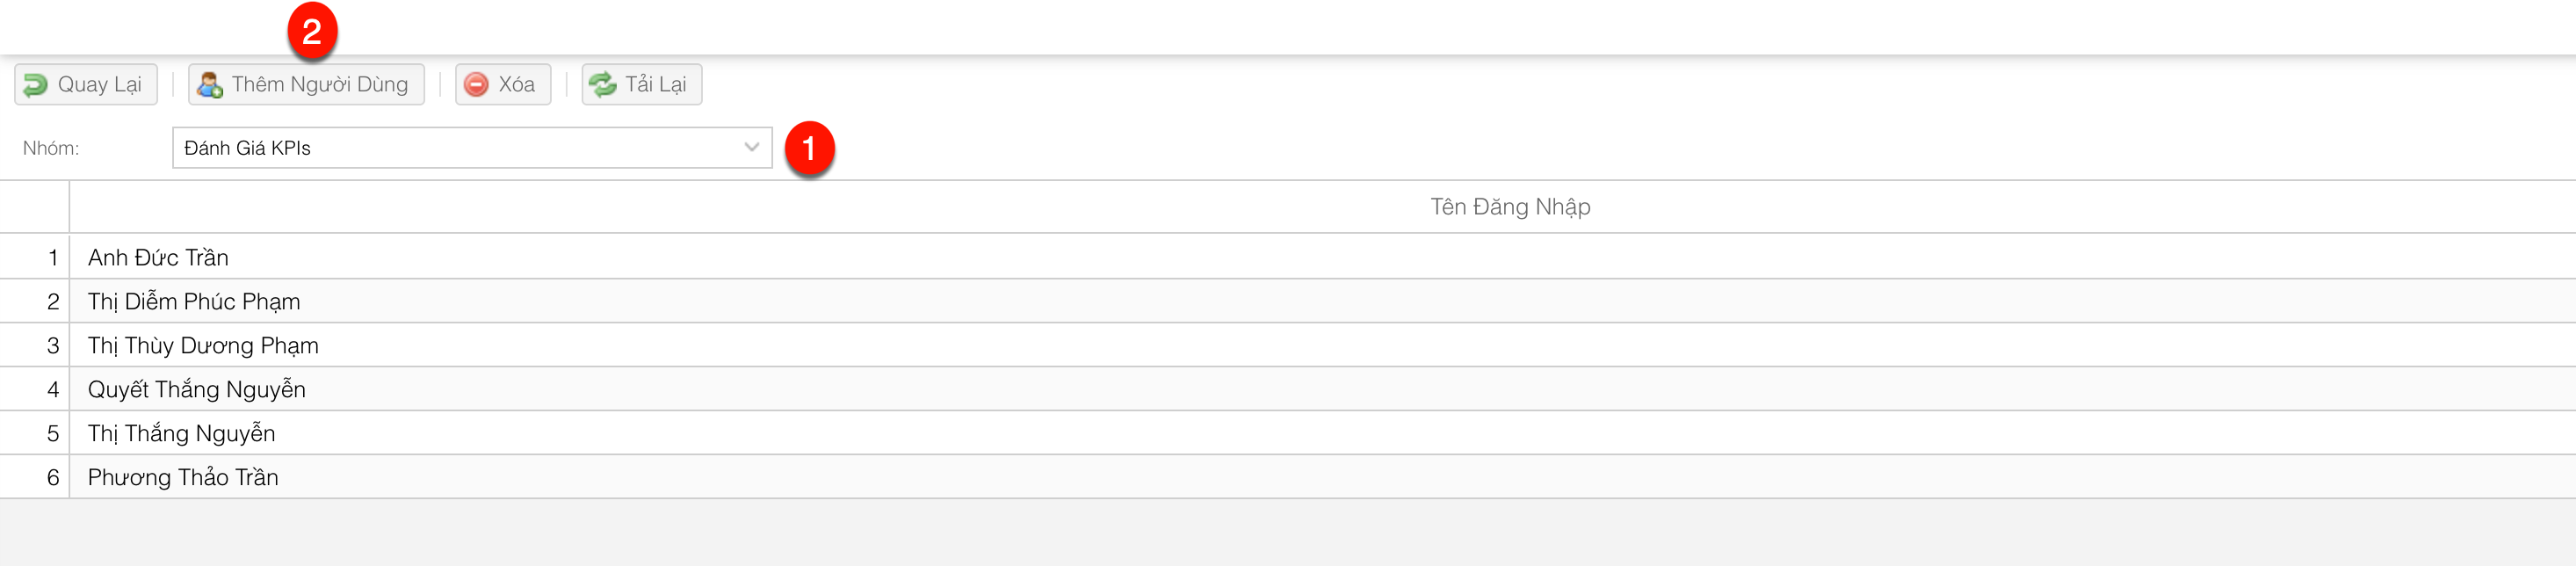 2
Quay Lại Thêm Người Dùng Xóa Tải Lại
Nhóm: Đánh Giá KPIs 1
Tên Đăng Nhập
1 Anh Đức Trần
2 Thị Diễm Phúc Phạm
3 Thị Thùy Dương Phạm
4 Quyết Thắng Nguyễn
5 Thị Thắng Nguyễn
6 Phương Thảo Trần